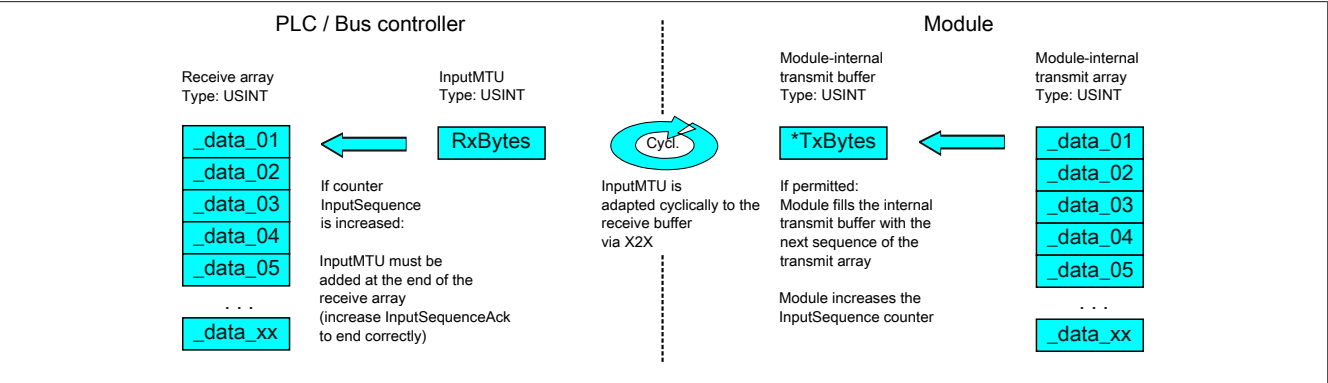 PLC / Bus controller
Module
Receive array
Type: USINT
InputMTU
Type: USINT
Module-internal
transmit buffer
Type: USINT
Module-internal
transmit array
Type: USINT
_data_01
_data_02
_data_03
_data_04
_data_05
. . .
_data_xx
RxBytes
If counter
InputSequence
is increased:
InputMTU must be
added at the end of the
receive array
(increase InputSequenceAck
to end correctly)
Cycl.
InputMTU is
adapted cyclically to the
receive buffer
via X2X
*TxBytes
If permitted:
Module fills the internal
transmit buffer with the
next sequence of the
transmit array
Module increases the
InputSequence counter
_data_01
_data_02
_data_03
_data_04
_data_05
. . .
_data_xx